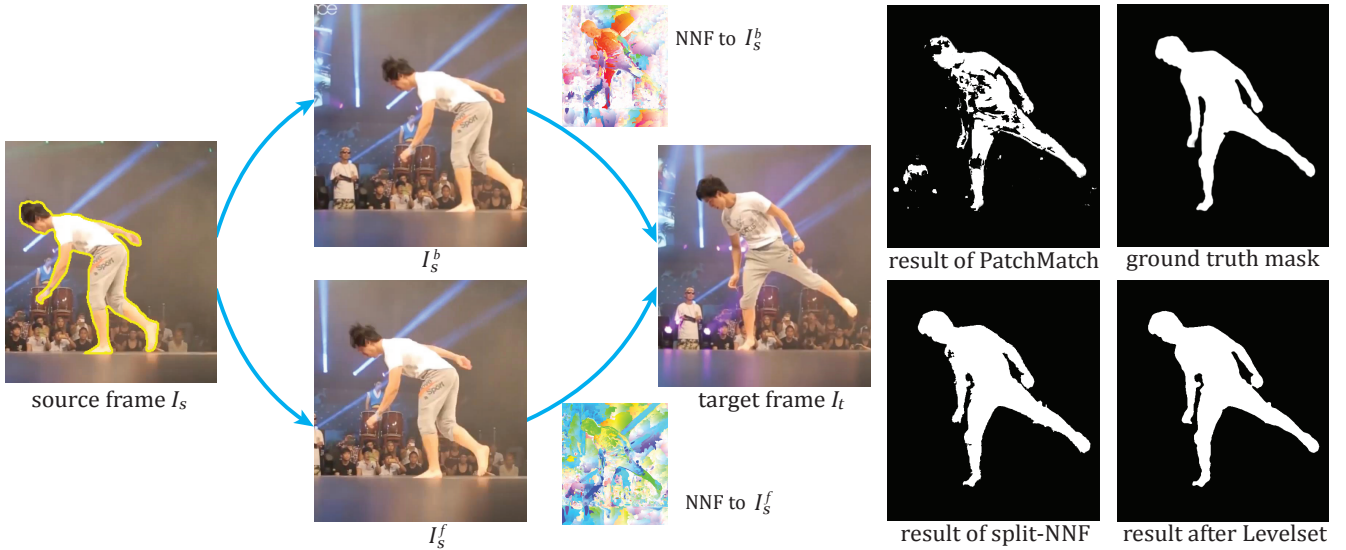 nce
NNF to I_s^b
I_s^b
source frame I_s
target frame I_t
NNF to I_s^f
I_s^f
result of PatchMatch
ground truth mask
result of split-NNF
result after Levelset